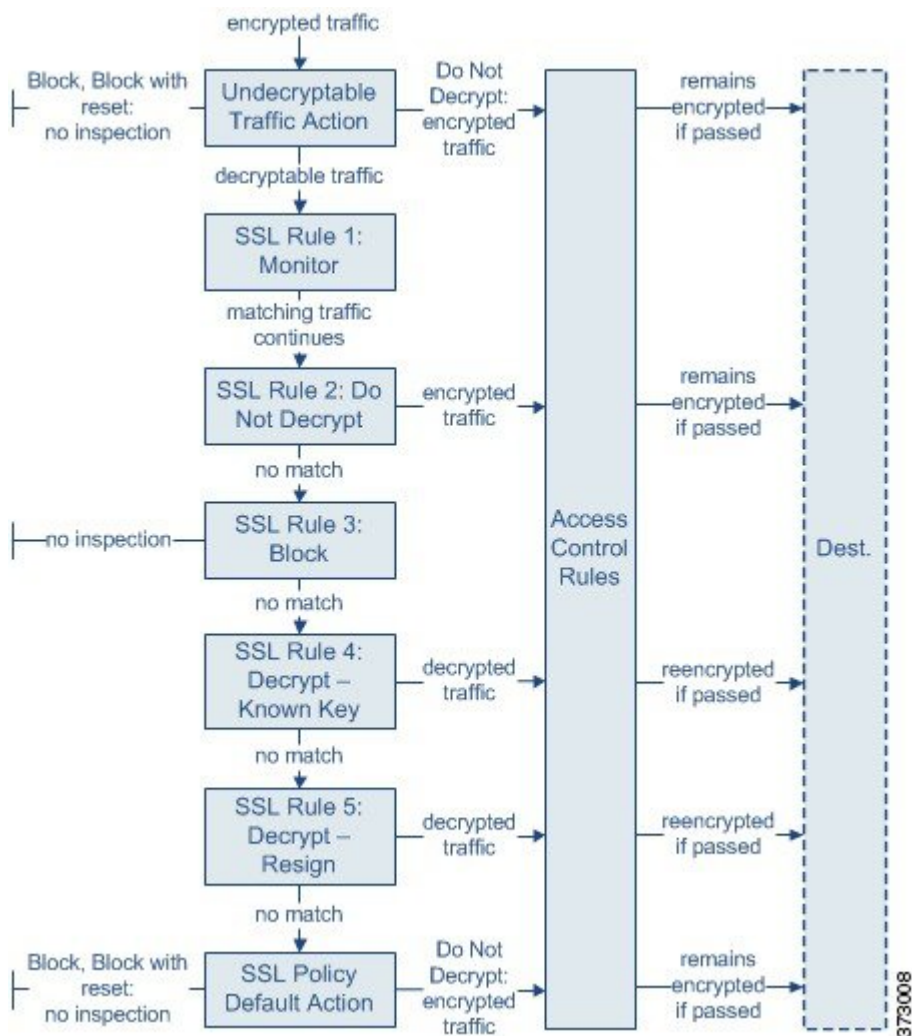 encrypted traffic
Block, Block with
reset:
no inspection
Undecryptable
Traffic Action
Do Not
Decrypt:
encrypted
traffic
remains
encrypted
if passed
decryptable traffic
SSL Rule 1:
Monitor
matching traffic
continues
SSL Rule 2: Do
Not Decrypt
encrypted
traffic
remains
encrypted
if passed
no match
no inspection
SSL Rule 3:
Block
Access
Control
Rules
Dest.
no match
SSL Rule 4:
Decrypt –
Known Key
decrypted
traffic
reencrypted
if passed
no match
SSL Rule 5:
Decrypt –
Resign
decrypted
traffic
reencrypted
if passed
no match
Block, Block with
reset:
no inspection
SSL Policy
Default Action
Do Not
Decrypt:
encrypted
traffic
remains
encrypted
if passed
373008